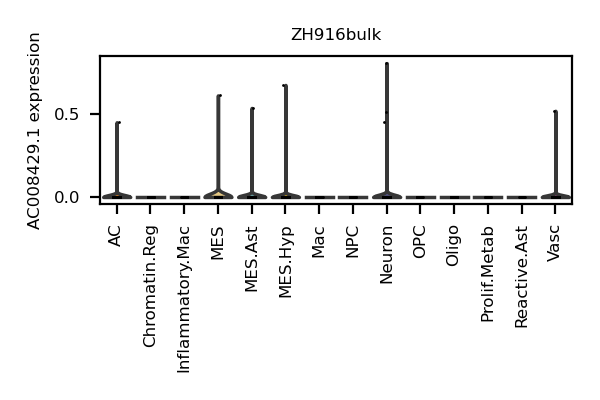 ZH916bulk
AC008429.1 expression
0.5
0.0
AC
Chromatin.Reg
Inflammatory.Mac
MES
MES.Ast
MES.Hyp
Mac
NPC
Neuron
OPC
Oligo
Prolif.Metab
Reactive.Ast
Vasc